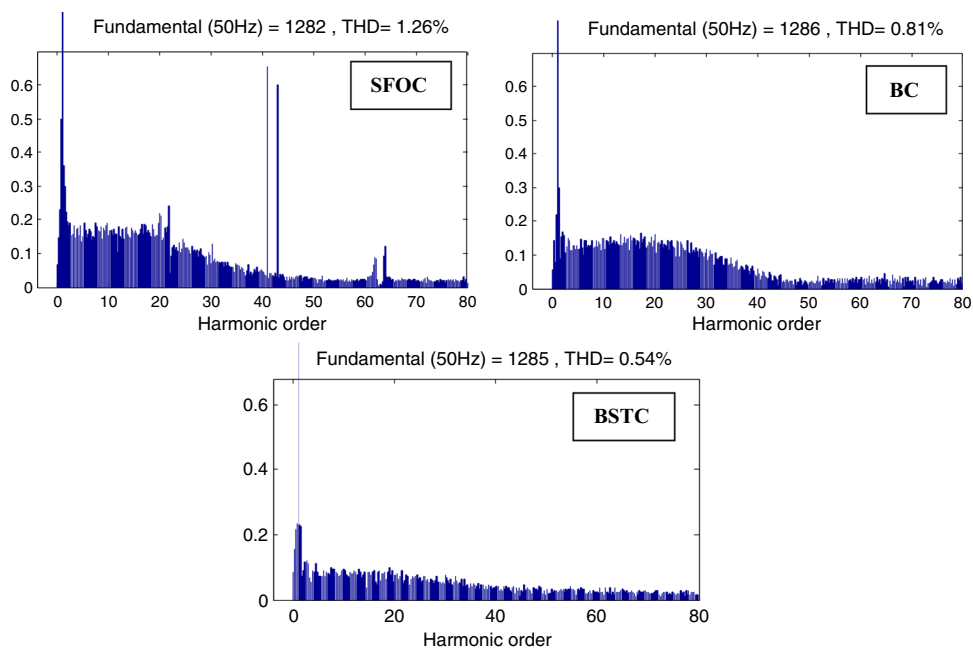 Fundamental (50Hz) = 1282 , THD= 1.26%
SFOC
0.6
0.5
0.4
0.3
0.2
0.1
0
0 10 20 30 40 50 60 70 80
Harmonic order
Fundamental (50Hz) = 1286 , THD= 0.81%
BC
0.6
0.5
0.4
0.3
0.2
0.1
0
0 10 20 30 40 50 60 70 80
Harmonic order
Fundamental (50Hz) = 1285 , THD= 0.54%
BSTC
0.6
0.4
0.2
0
0 20 40 60 80
Harmonic order